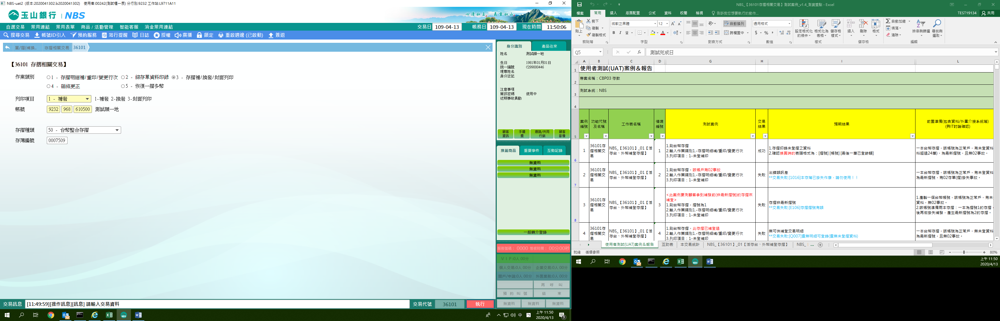 NBS-uat2 (版本:2020041302.b2020041302) 使用者:00242(測試櫃一辰) 分行別:9232 工作站:L9711A11
玉山銀行 | NBS
心清如玉, 義重如山
自選交易 常用連結 常用表單 商品 / 活動管理 智能客服 消金常用連結
交易日 109-04-13 帳務日 109-04-13 現在時間 11:50:06
搜尋交易 帳號ID引入 預約服務 蒞行提醒 日誌 授權 廣播 鎖定 重啟週邊 (已啟動) 簽退
單/摺(補換.. 存摺相關交易 36101
【36101 存摺相關交易】
作業類別
1 - 存摺明細補/重印/變更行次 2 - 綜存單資料印錄 3 - 存摺補/換發/封面列印
4 - 磁條更正 5 - 恢復一摺多幣
列印項目 1 - 補發 1-補發 2-換發 3-封面列印
帳號 9232 968 610500 測試顏一地
存摺種類 50 - 台幣整合存摺
存簿編號 0007509
身分識別 產品往來
姓名 測試顏一地
生日 1981年01月01日
統一編號 C299000446
理專姓名
身分註記
注意事項
簡訊密碼 使用中
近期事故異動
顧客資訊 手續費 通路/共同行銷 顧客影像
推薦商品 重要事件 互動記錄
無資料
無資料
無資料
一般轉介登錄
服務號碼： 0000 等候時間： 00分00秒
V I P :0人 00分
個人交易:0人 00分 企業交易:0人 00分
開戶/申請:0人 00分 外匯業務:0人 00分
再 呼 叫
預 約 叫 號 結 束
無資料 無資料 無資料
交易訊息 [11:49:59][操作訊息][訊息] 請輸入交易資料 交易代號 36101 執行
上午 11:50
2020/4/13
中
3
NBS_【36101存摺相關交易】測試案例_v1.4_測資盤點 - Excel
檔案 常用 插入 版面配置 公式 資料 校閱 檢視 告訴我您想要執行的動作... TEST19134 共用
貼上 剪下 複製 複製格式 剪貼簿
微軟正黑體 12 B I U 字型
自動換列 跨欄置中 對齊方式
通用格式 $ % 數值
設定格式化的條件 格式化為表格 儲存格樣式 樣式
插入 刪除 格式 儲存格
自動加總 填滿 清除 排序與篩選 尋找與選取 編輯
Q5 fx 測試完成日
A B C D G H I L
1 使用者測試(UAT)案例＆報告
2 專案名稱：CBP03 存款
3 測試系統：NBS
4
5 案例編號 功能代號及名稱 工作表名稱 情境編號 測試案例 交易結果 預期結果 前置準備(包含資料/外圍介接系統等)
(與IT討論確認)
6 1 36101存摺相關交易 NBS_【36101】_01【活存台、外幣補登存摺】 1
1.刷台幣存摺
2.輸入作業類別1.-存摺明細補/重印/變更行次
3.列印項目：1-未登補印
成功
1.存摺印錄未登摺之資料
2.確認換頁時的表頭格式為：[摺號] [帳號] [最後一筆已登餘額]
一本台幣存摺，該帳號為正常戶，有未登資料
料超過24筆)，為最新摺號，且無02事故。
7 2 36101存摺相關交易 NBS_【36101】_01【活存台、外幣補登存摺】 2
1.刷台幣存摺，該帳戶有02事故
2.輸入作業類別1.-存摺明細補/重印/變更行次
3.列印項目：1-未登補印
失敗
出錯誤訊息
**交易失敗:[1016]本存簿已掛失作廢，請勿使用！！
一本台幣存摺，該帳號為正常戶，有未登資料
為最新摺號，有02存單(摺)掛失事故。
8 3 36101存摺相關交易 NBS_【36101】_01【活存台、外幣補登存摺】 3
<此案例要測顧客拿到補發前(非最新摺號)的存摺來補登>
1.刷台幣存摺，摺號為1
2.輸入作業類別1.-存摺明細補/重印/變更行次
3.列印項目：1-未登補印
失敗
存摺非最新摺號
**交易失敗:[E106]存摺摺號有誤
1.產製一個台幣帳號，該帳號為正常戶，有未
資料，無02事故。
2.該帳號準備兩本存摺：一本為摺號1的存摺，
後再做掛失補發，產生最新摺號為2的存摺。
4 36101存摺相關交易 NBS_【36101】_01【活存台、外幣補登存摺】 4
1.刷台幣存摺，此存摺已補登過
2.輸入作業類別1.-存摺明細補/重印/變更行次
3.列印項目：1-未登補印
失敗
無可供補登交易明細
**交易失敗:[Q007]查無明細可登錄(查無未登摺資料)
一本台幣存摺，該帳號為正常戶，無未登資料
為最新摺號，且無02事故。
使用者測試(UAT)案例＆報告 互助表 本交易統計 NBS_【36101】_01【活存台、外幣補登存摺】 NBS_ ...
就緒 循環參照 80%
上午 11:50
2020/4/13